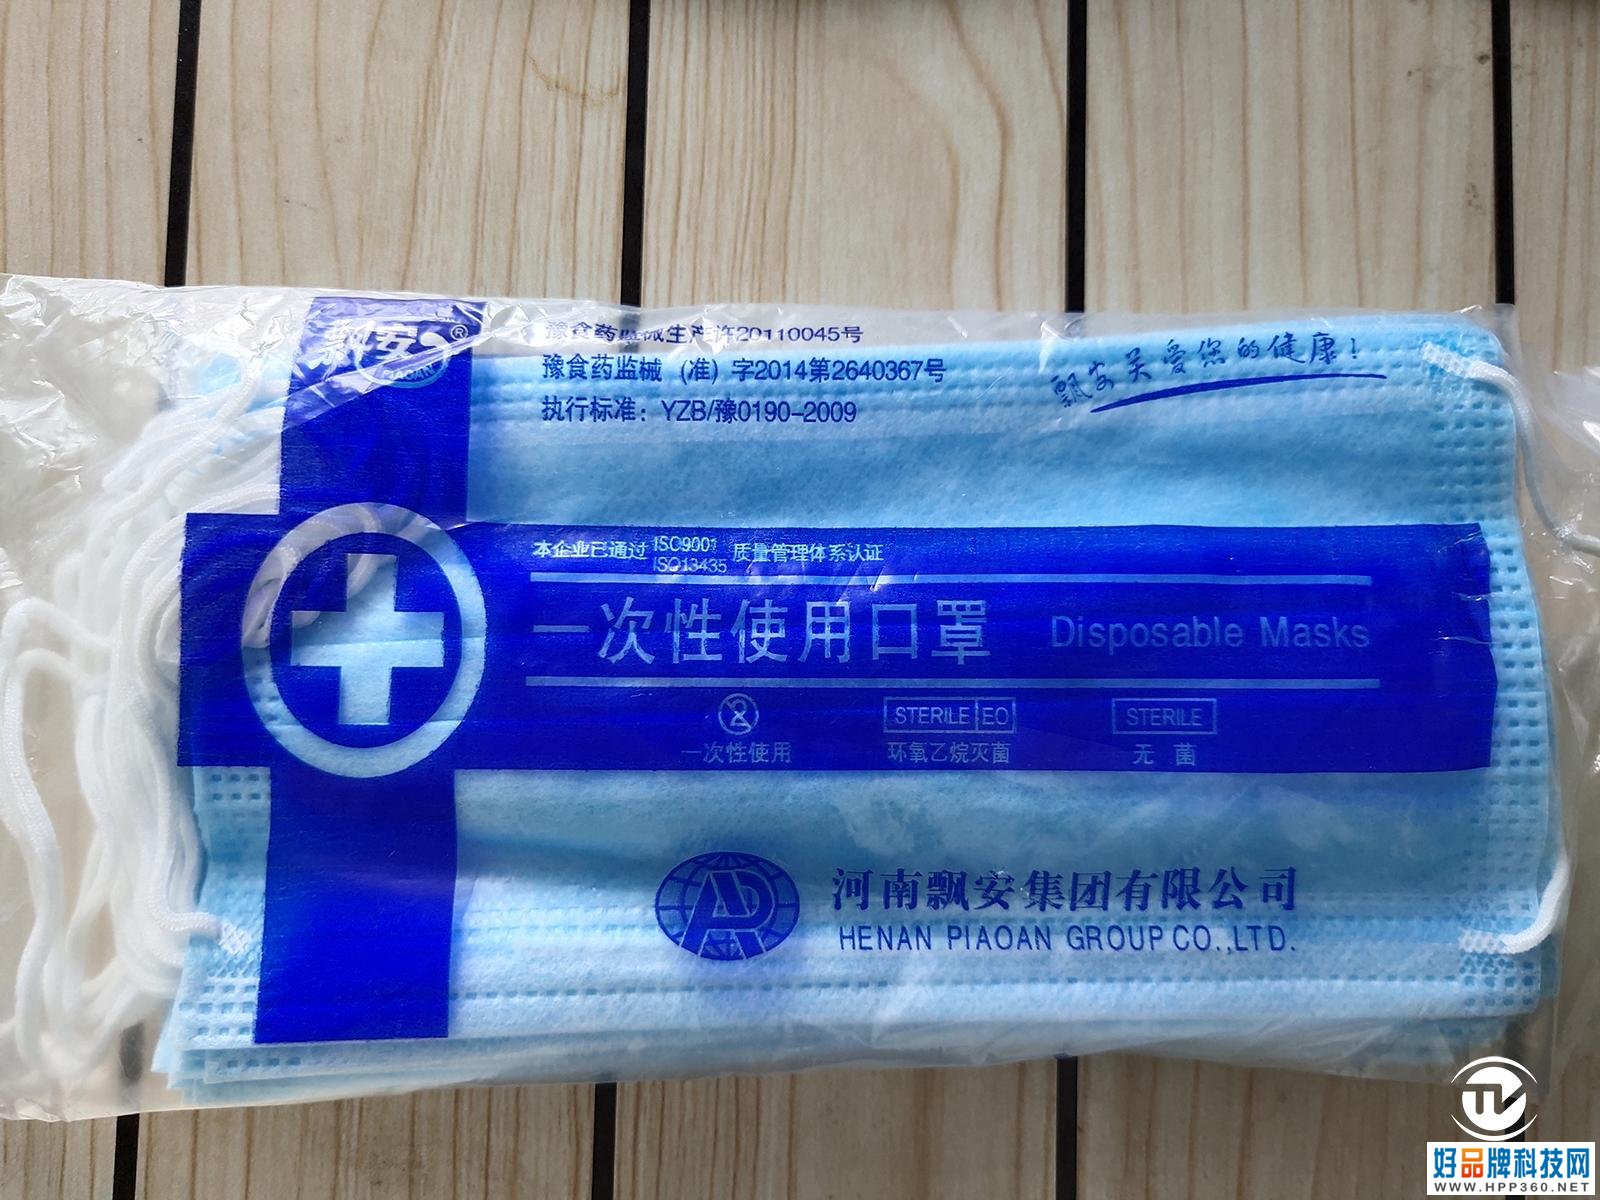 飘安
®
PIAOAN
豫食药监械生产许20110045号
豫食药监械（准）字2014第2640367号
执行标准：YZB/豫0190-2009
飘安关爱您的健康！
本企业已通过 ISO9001 ISO13435 质量管理体系认证
一次性使用口罩 Disposable Masks
2 STERILE EO STERILE
一次性使用 环氧乙烷灭菌 无菌
河南飘安集团有限公司
HENAN PIAOAN GROUP CO.,LTD.
好品牌科技网
WWW.HPP360.NET